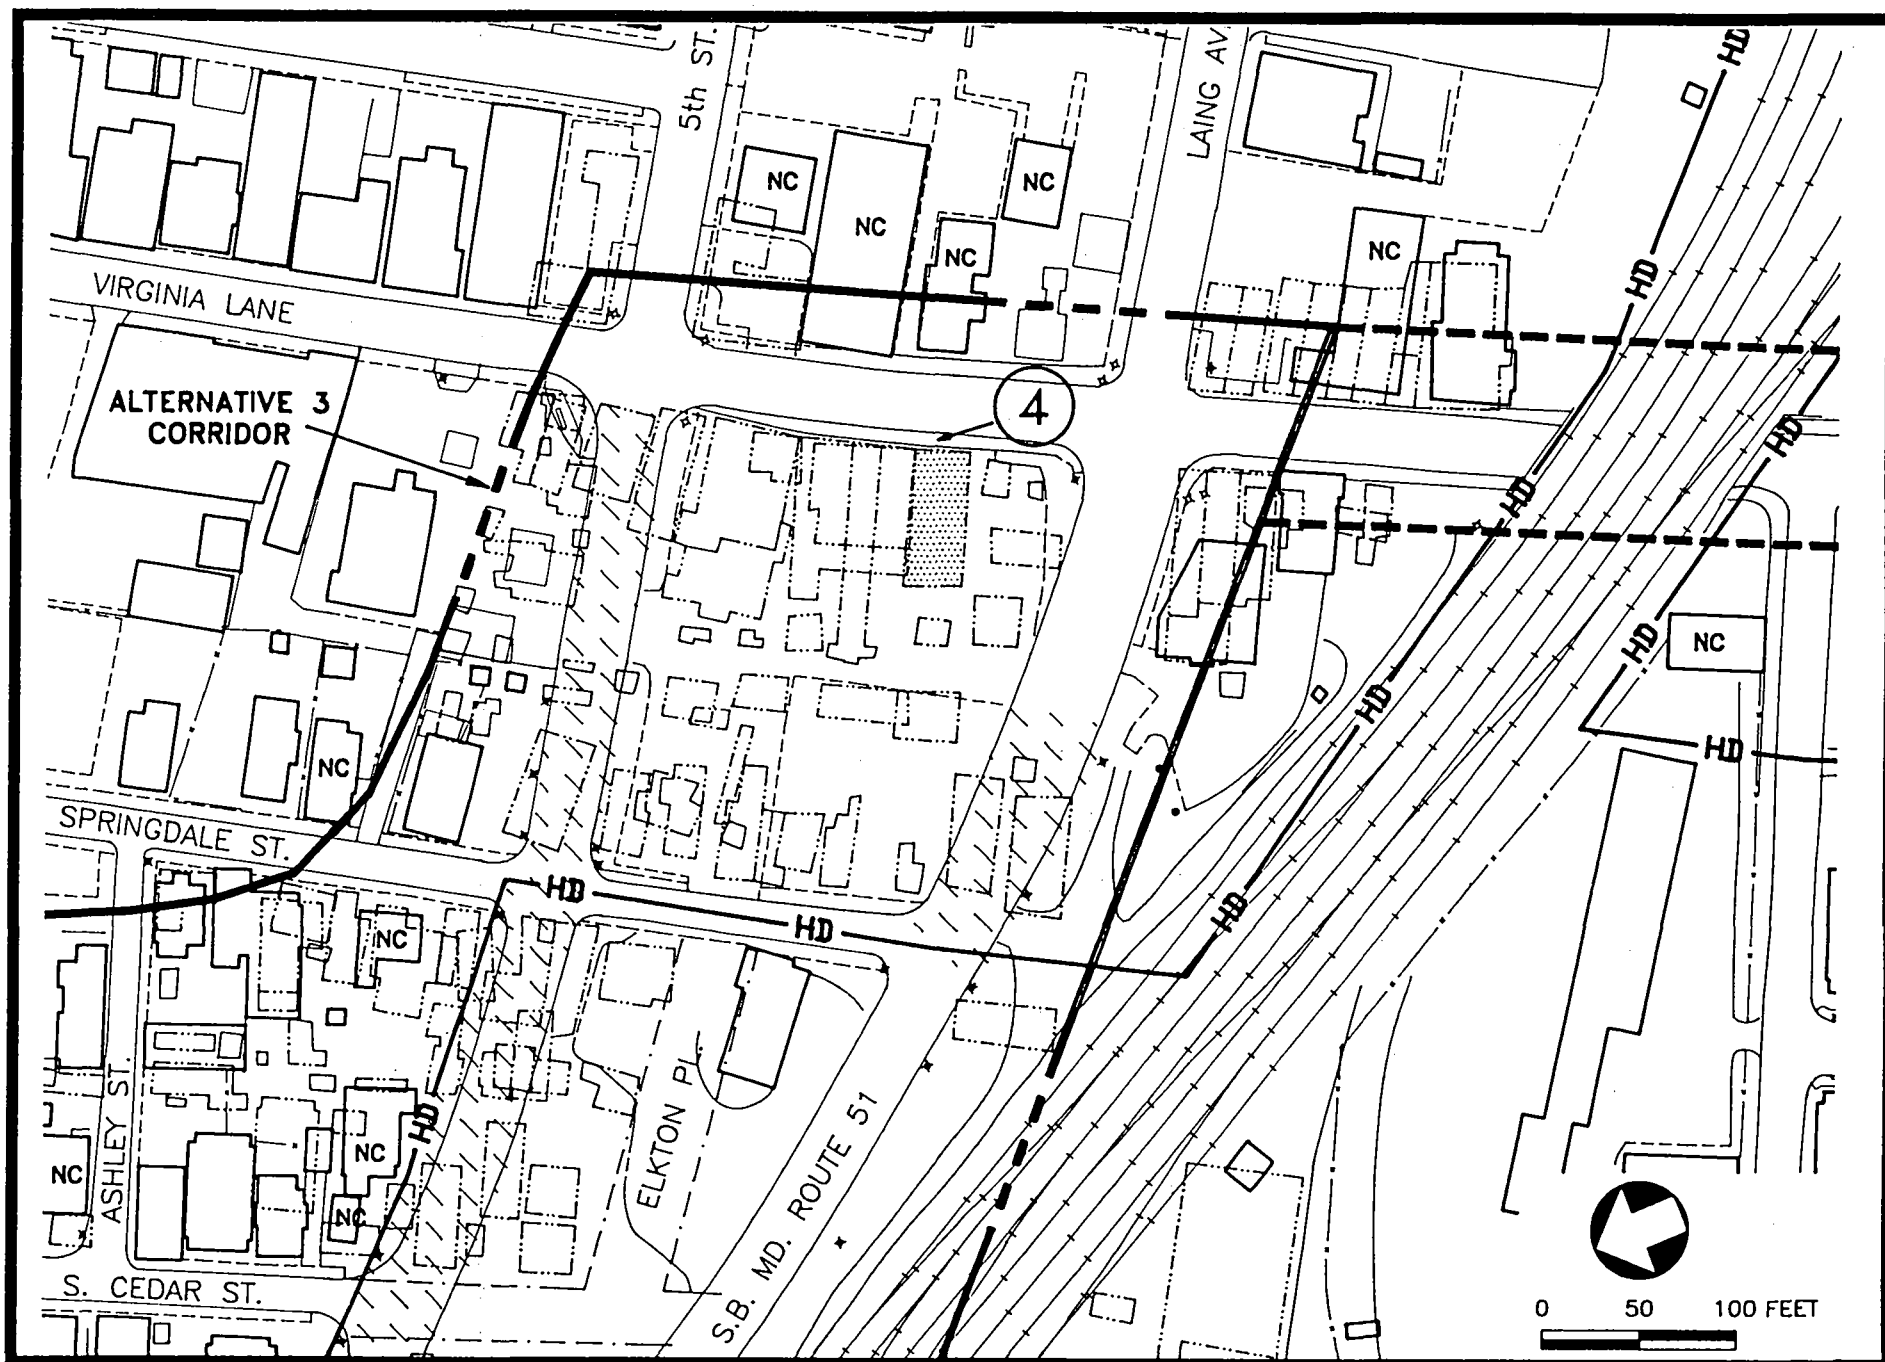 5th ST.
LAING AV.
HD
NC
NC
NC
NC
NC
HD
VIRGINIA LANE
ALTERNATIVE 3
CORRIDOR
4
HD
HD
HD
NC
HD
HD
NC
SPRINGDALE ST.
HD
HD
HD
NC
ASHLEY ST.
ELKTON Pl
S.B. MD. ROUTE 51
HD
NC
NC
NC
S. CEDAR ST.
0 50 100 FEET